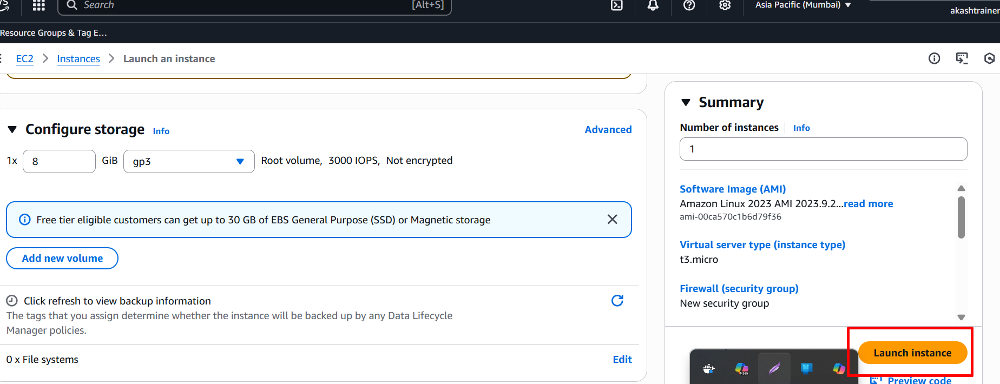 Search
[Alt+S]
Asia Pacific (Mumbai)
akashtrainer
Resource Groups & Tag E...
EC2
Instances
Launch an instance
Configure storage
Info
Advanced
1x
8
GiB
gp3
Root volume, 3000 IOPS, Not encrypted
Free tier eligible customers can get up to 30 GB of EBS General Purpose (SSD) or Magnetic storage
Add new volume
Click refresh to view backup information
The tags that you assign determine whether the instance will be backed up by any Data Lifecycle
Manager policies.
0 x File systems
Edit
Summary
Number of instances
Info
1
Software Image (AMI)
Amazon Linux 2023 AMI 2023.9.2...read more
ami-00ca570c1b6d79f36
Virtual server type (instance type)
t3.micro
Firewall (security group)
New security group
M365
Launch instance
Preview code